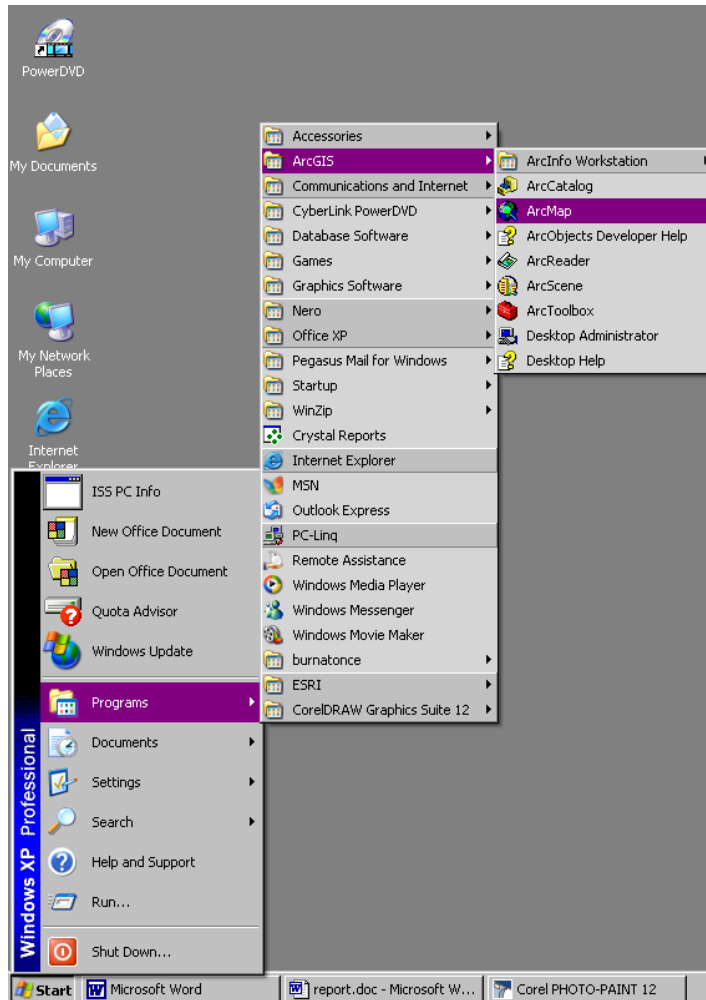 PowerDVD
My Documents
My Computer
My Network
Places
Internet
Explorer
ISS PC Info
New Office Document
Open Office Document
Quota Advisor
Windows Update
Programs
Documents
Settings
Search
Help and Support
Run...
Shut Down...
Windows XP Professional
Accessories
ArcGIS
Communications and Internet
CyberLink PowerDVD
Database Software
Games
Graphics Software
Nero
Office XP
Pegasus Mail for Windows
Startup
WinZip
Crystal Reports
Internet Explorer
MSN
Outlook Express
PC-Linq
Remote Assistance
Windows Media Player
Windows Messenger
Windows Movie Maker
burnatonce
ESRI
CorelDRAW Graphics Suite 12
ArcInfo Workstation
ArcCatalog
ArcMap
ArcObjects Developer Help
ArcReader
ArcScene
ArcToolbox
Desktop Administrator
Desktop Help
Start
Microsoft Word
report.doc - Microsoft W...
Corel PHOTO-PAINT 12